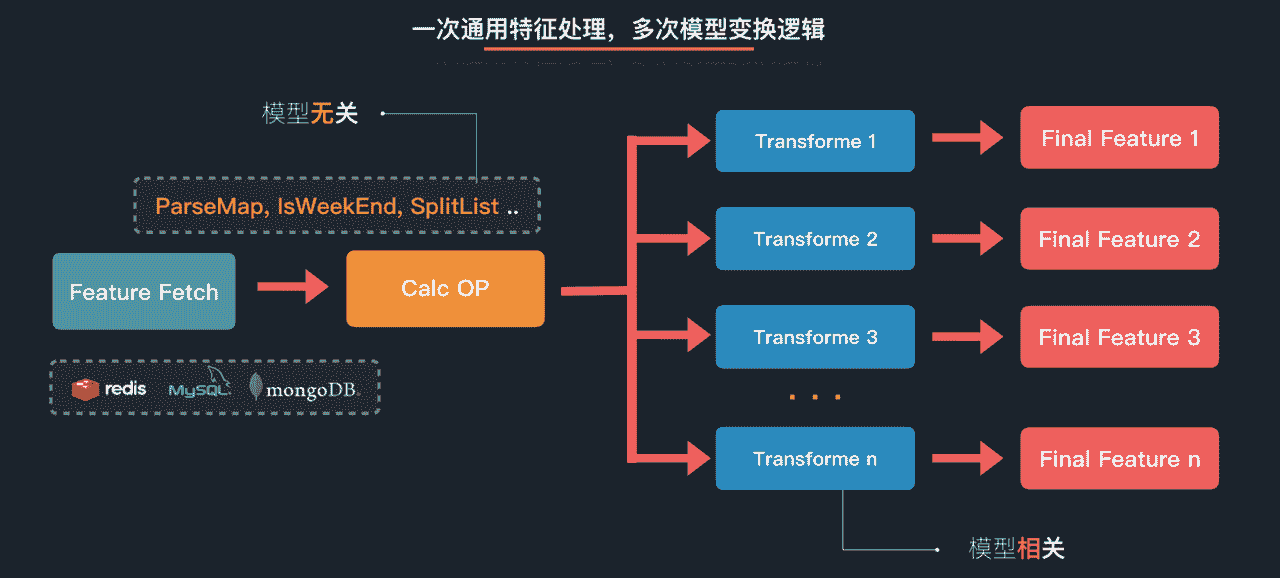 一次通用特征处理，多次模型变换逻辑
模型无关
ParseMap, IsWeekEnd, SplitList ..
Feature Fetch
Calc OP
redis
MySQL
mongoDB
Transforme 1
Final Feature 1
Transforme 2
Final Feature 2
Transforme 3
Final Feature 3
...
Transforme n
Final Feature n
模型相关